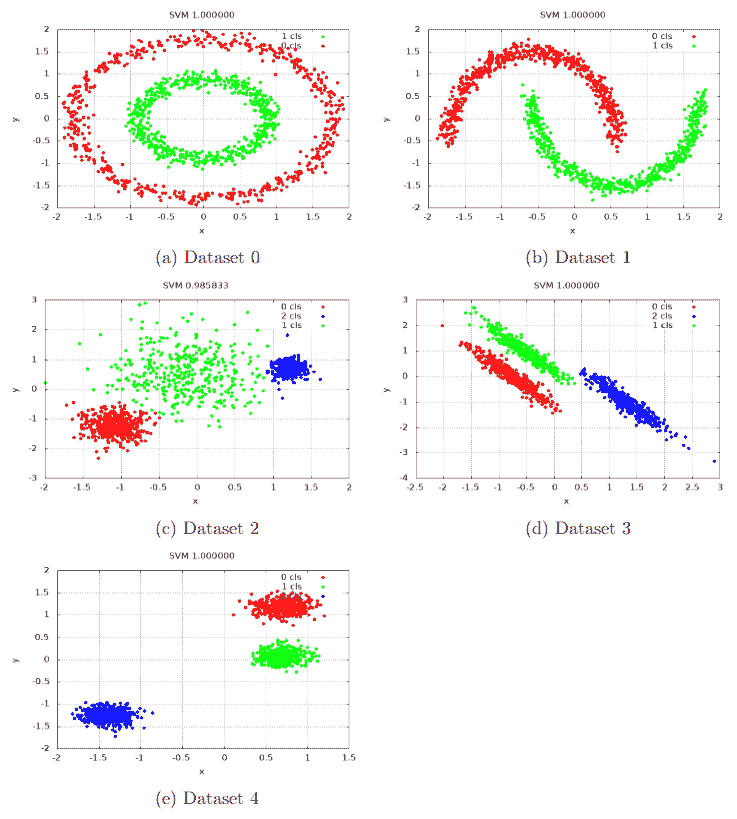 SVM 1.000000
1 cls
0 cls
2
1.5
1
0.5
0
-0.5
-1
-1.5
-2
y
-2 -1.5 -1 -0.5 0 0.5 1 1.5 2
x
(a) Dataset 0
SVM 1.000000
0 cls
1 cls
2
1.5
1
0.5
0
-0.5
-1
-1.5
-2
y
-2 -1.5 -1 -0.5 0 0.5 1 1.5 2
x
(b) Dataset 1
SVM 0.985833
0 cls
2 cls
1 cls
3
2
1
0
-1
-2
-3
y
-2 -1.5 -1 -0.5 0 0.5 1 1.5 2
x
(c) Dataset 2
SVM 1.000000
0 cls
2 cls
1 cls
3
2
1
0
-1
-2
-3
-4
y
-2.5 -2 -1.5 -1 -0.5 0 0.5 1 1.5 2 2.5 3
x
(d) Dataset 3
SVM 1.000000
0 cls
1 cls
2
1.5
1
0.5
0
-0.5
-1
-1.5
-2
y
-2 -1.5 -1 -0.5 0 0.5 1 1.5
x
(e) Dataset 4